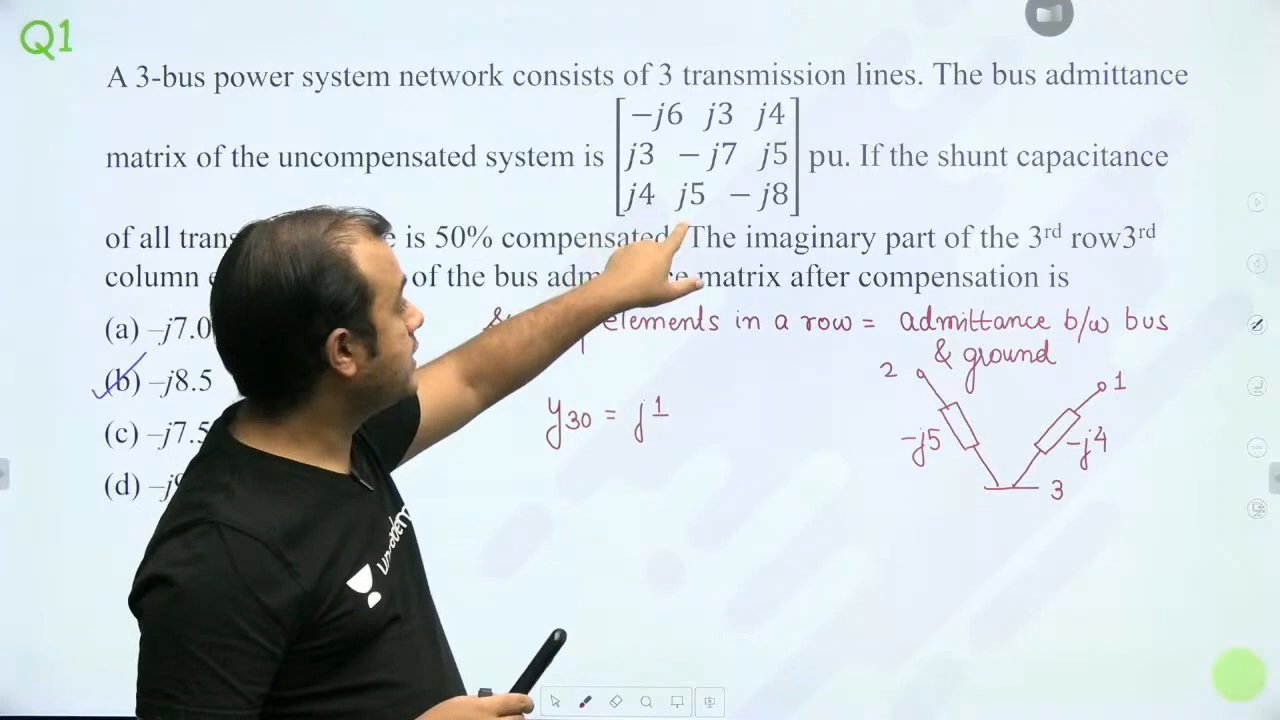 Q1
A 3-bus power system network consists of 3 transmission lines. The bus admittance
matrix of the uncompensated system is [−j6 j3 j4
j3 − j7 j5
j4 j5 − j8] pu. If the shunt capacitance
of all is 50% compensated. The imaginary part of the 3rd row3rd
column of the bus matrix after compensation is
(a) –j7.0
elements in a row = admittance b/w bus
& ground
(b) –j8.5
(c) –j7.5
(d)
y30 = j1
2
1
-j5
-j4
3